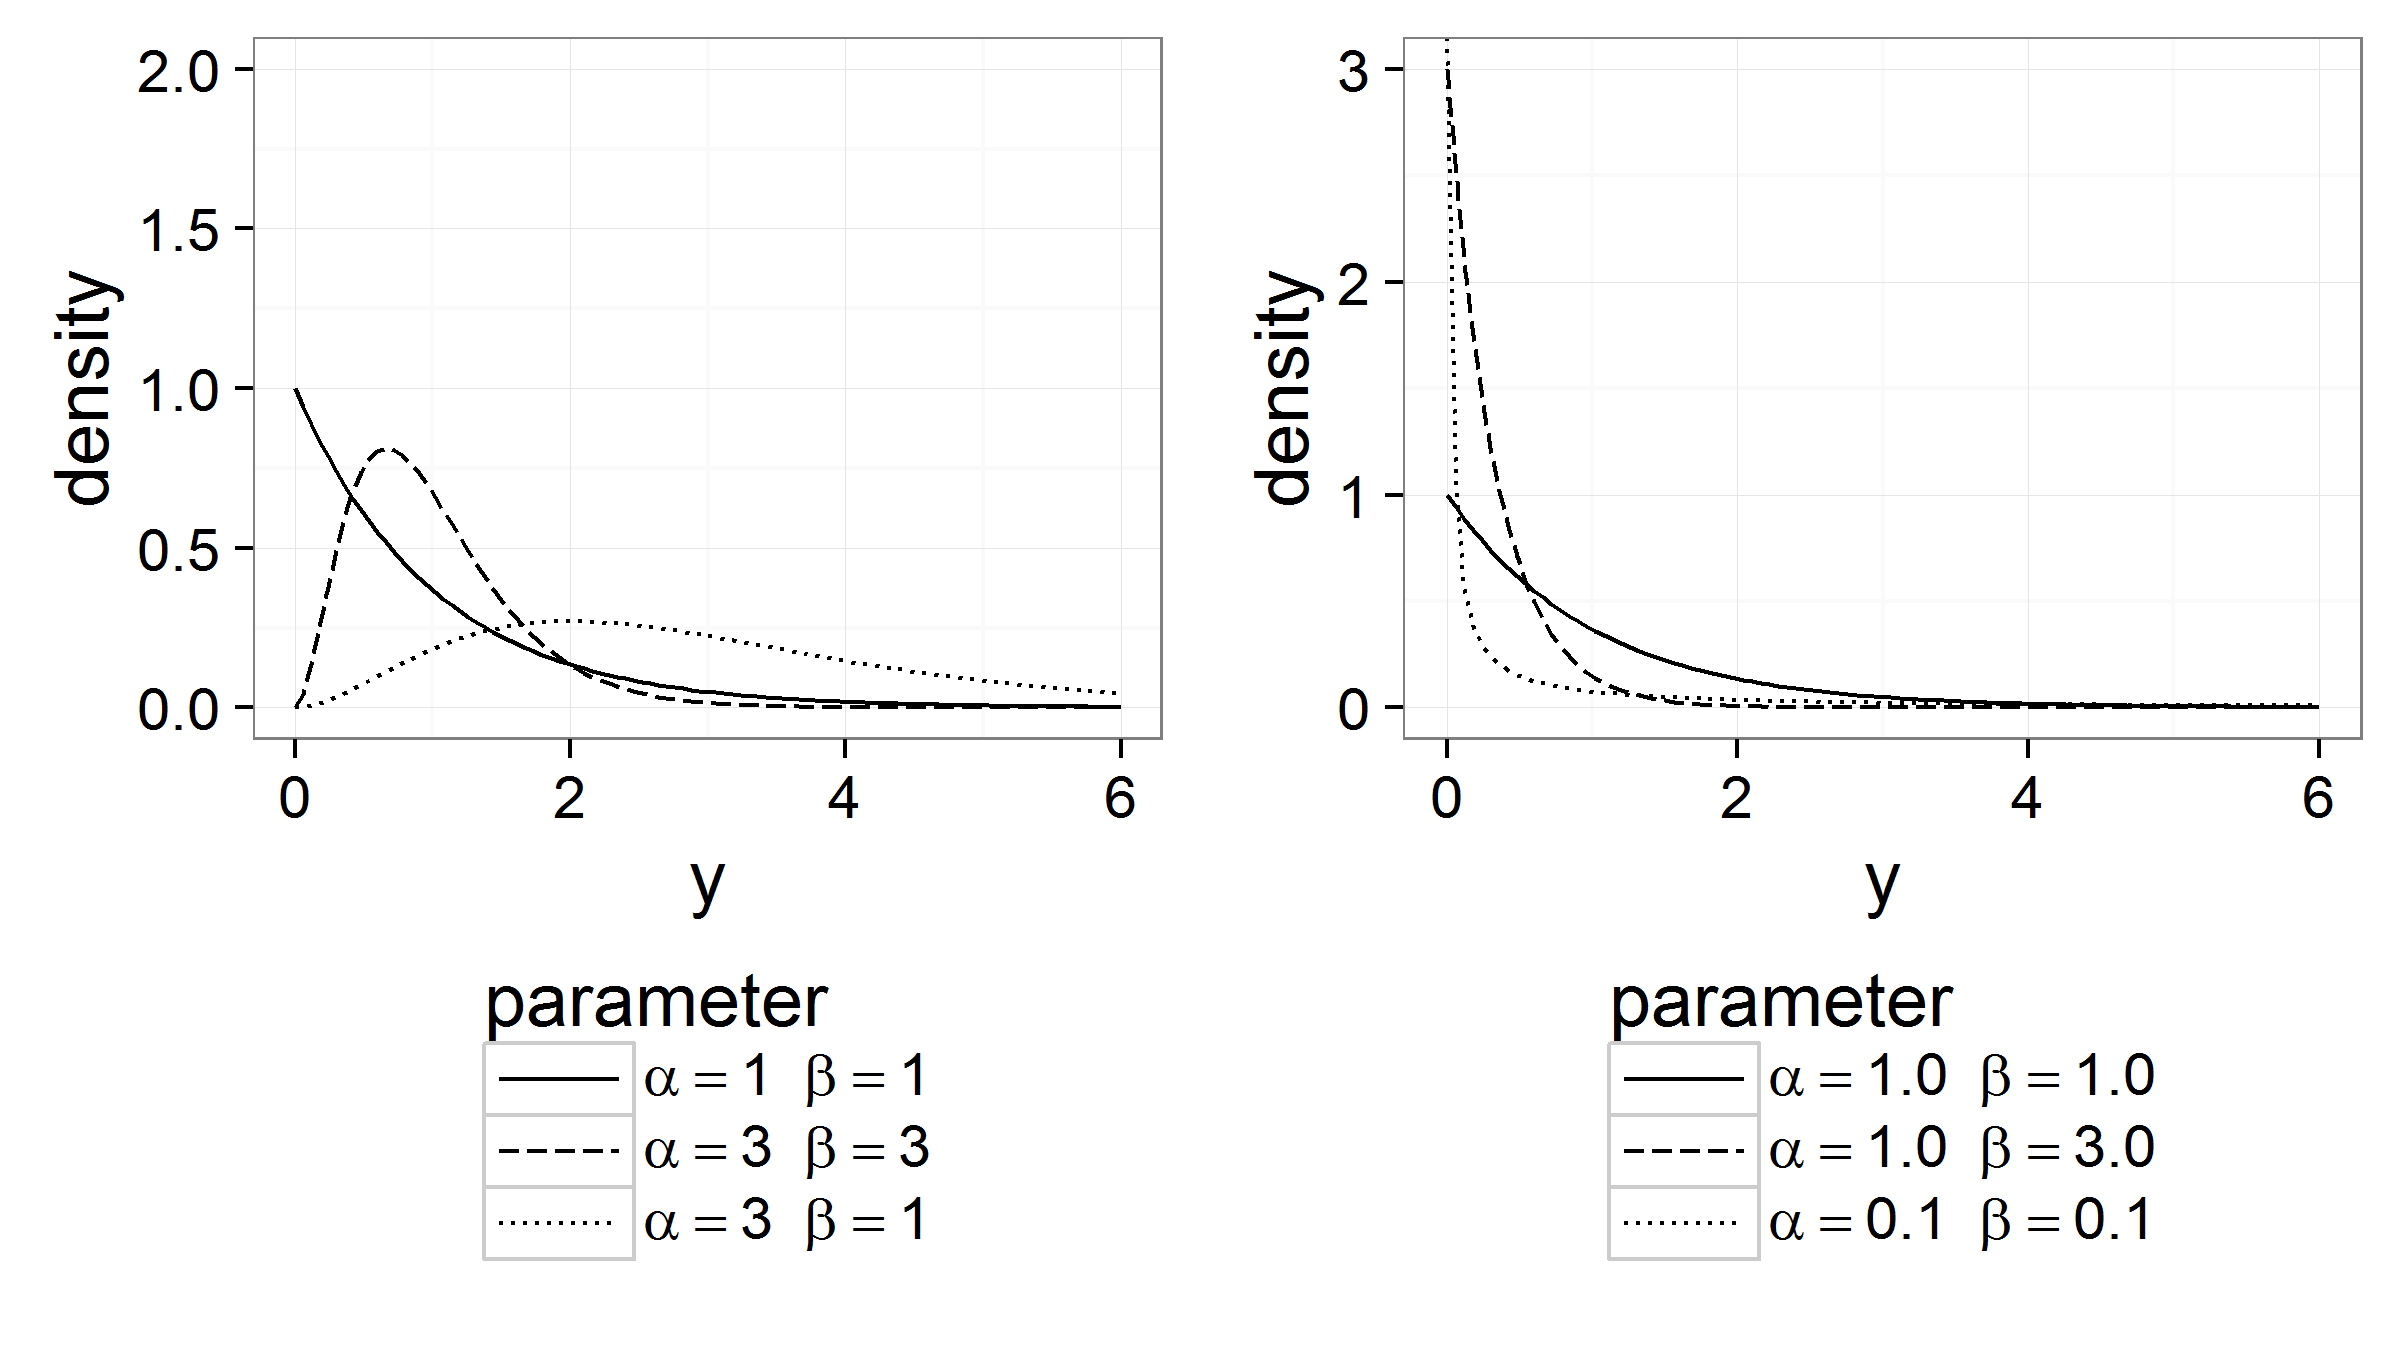 2.0
1.5
1.0
0.5
0.0
density
0 2 4 6
y
parameter
α = 1 β = 1
α = 3 β = 3
α = 3 β = 1
3
2
1
0
density
0 2 4 6
y
parameter
α = 1.0 β = 1.0
α = 1.0 β = 3.0
α = 0.1 β = 0.1